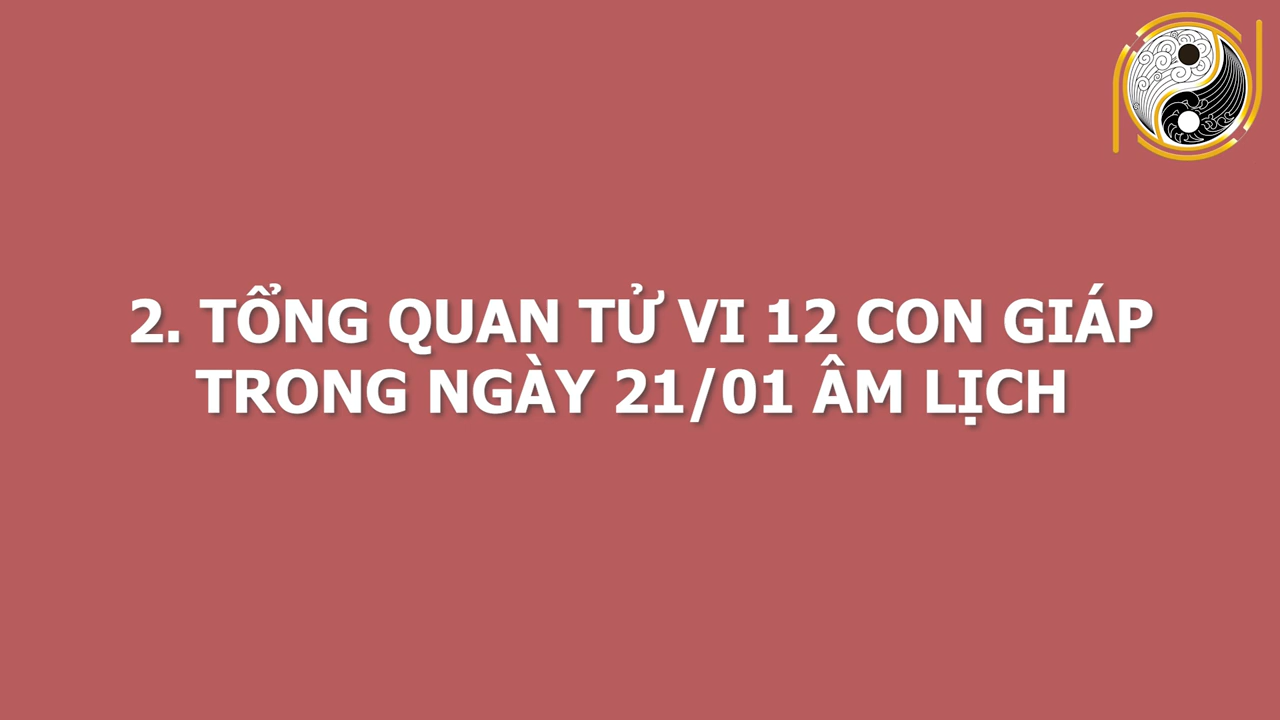 2. TỔNG QUAN TỬ VI 12 CON GIÁP
TRONG NGÀY 21/01 ÂM LỊCH